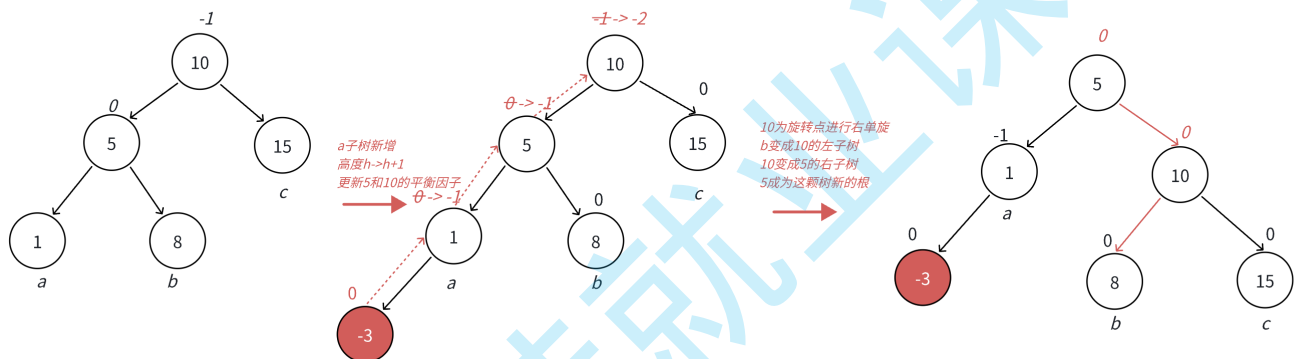 -1
10
0
5
15
c
1
8
a
b
a子树新增
高度h->h+1
更新5和10的平衡因子
-1 -> -2
10
0
0 -> -1
5
15
c
0 -> -1
0
1
8
a
b
0
-3
10为旋转点进行右单旋
b变成10的左子树
10变成5的右子树
5成为这颗树新的根
0
5
-1
0
1
10
a
0
0
0
-3
8
15
b
c
就业课